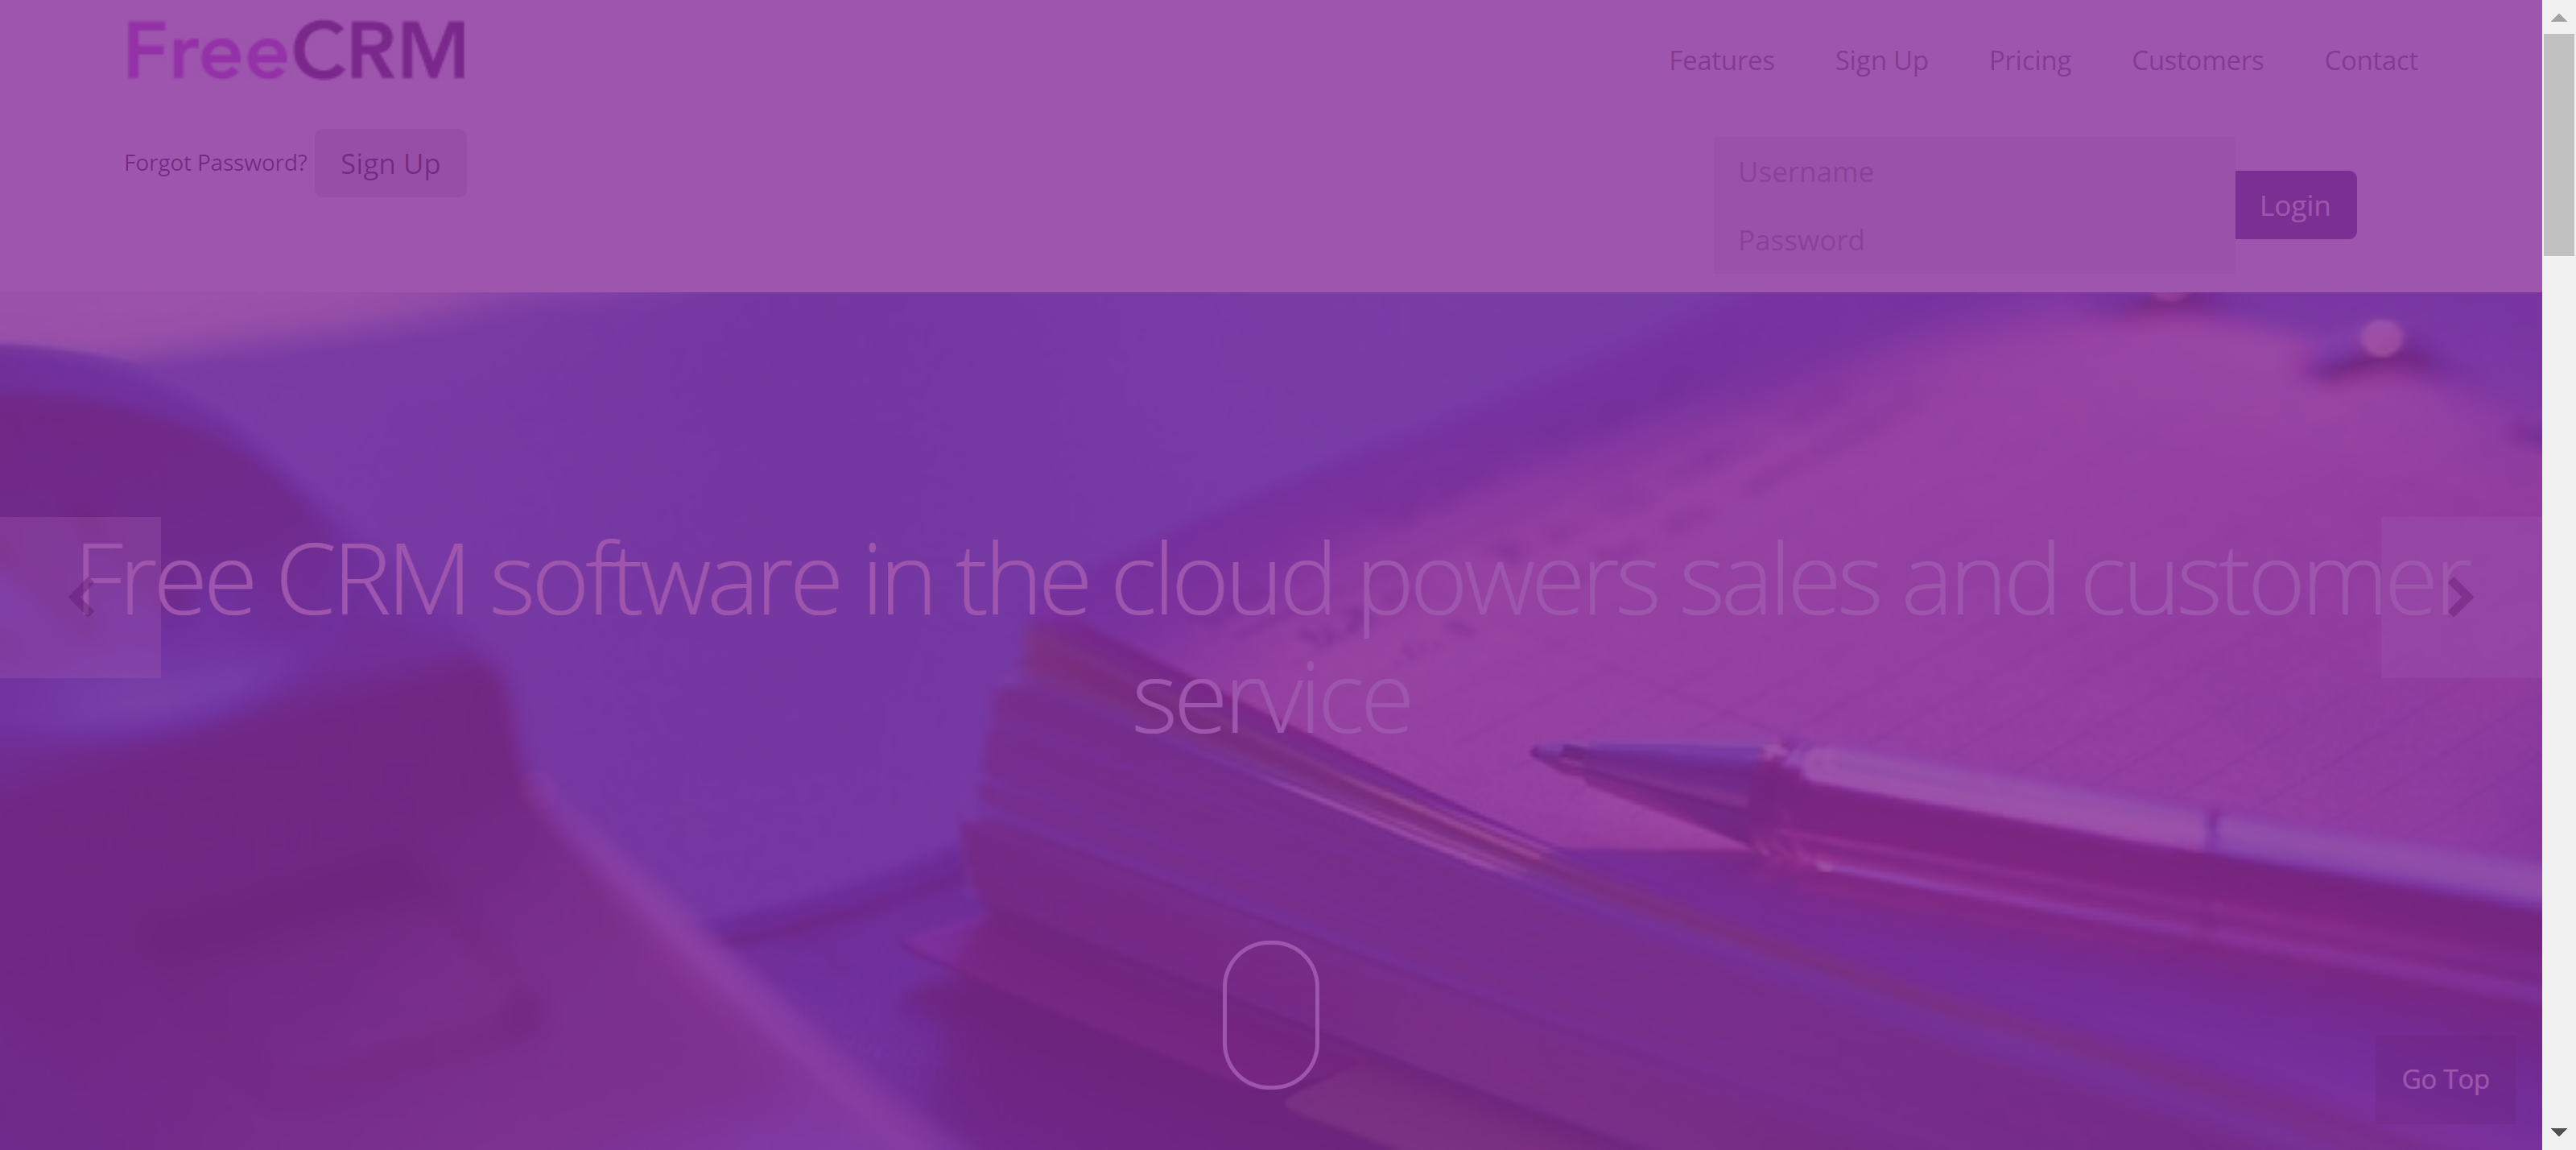 FreeCRM
Features Sign Up Pricing Customers Contact
Forgot Password? Sign Up
Username
Password
Login
Free CRM software in the cloud powers sales and customer
service
Go Top